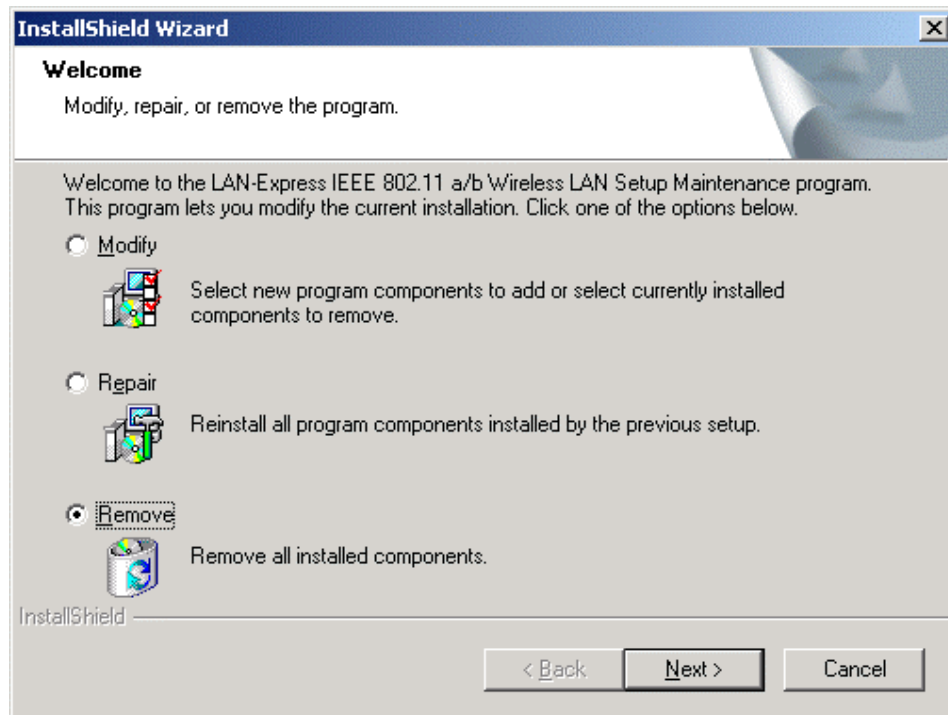 InstallShield Wizard
Welcome
Modify, repair, or remove the program.
Welcome to the LAN-Express IEEE 802.11 a/b Wireless LAN Setup Maintenance program.
This program lets you modify the current installation. Click one of the options below.
Modify
Select new program components to add or select currently installed
components to remove.
Repair
Reinstall all program components installed by the previous setup.
Remove
Remove all installed components.
InstallShield
< Back
Next >
Cancel